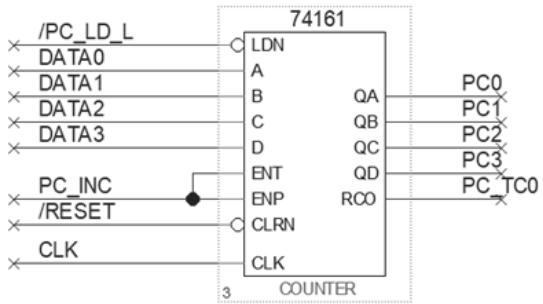 74161
/PC_LD_L
LDN
DATA0
A
DATA1
B
QA
PC0
DATA2
C
QB
PC1
DATA3
D
QC
PC2
ENT
QD
PC3
PC_INC
ENP
RCO
PC_TC0
/RESET
CLRN
CLK
CLK
3
COUNTER